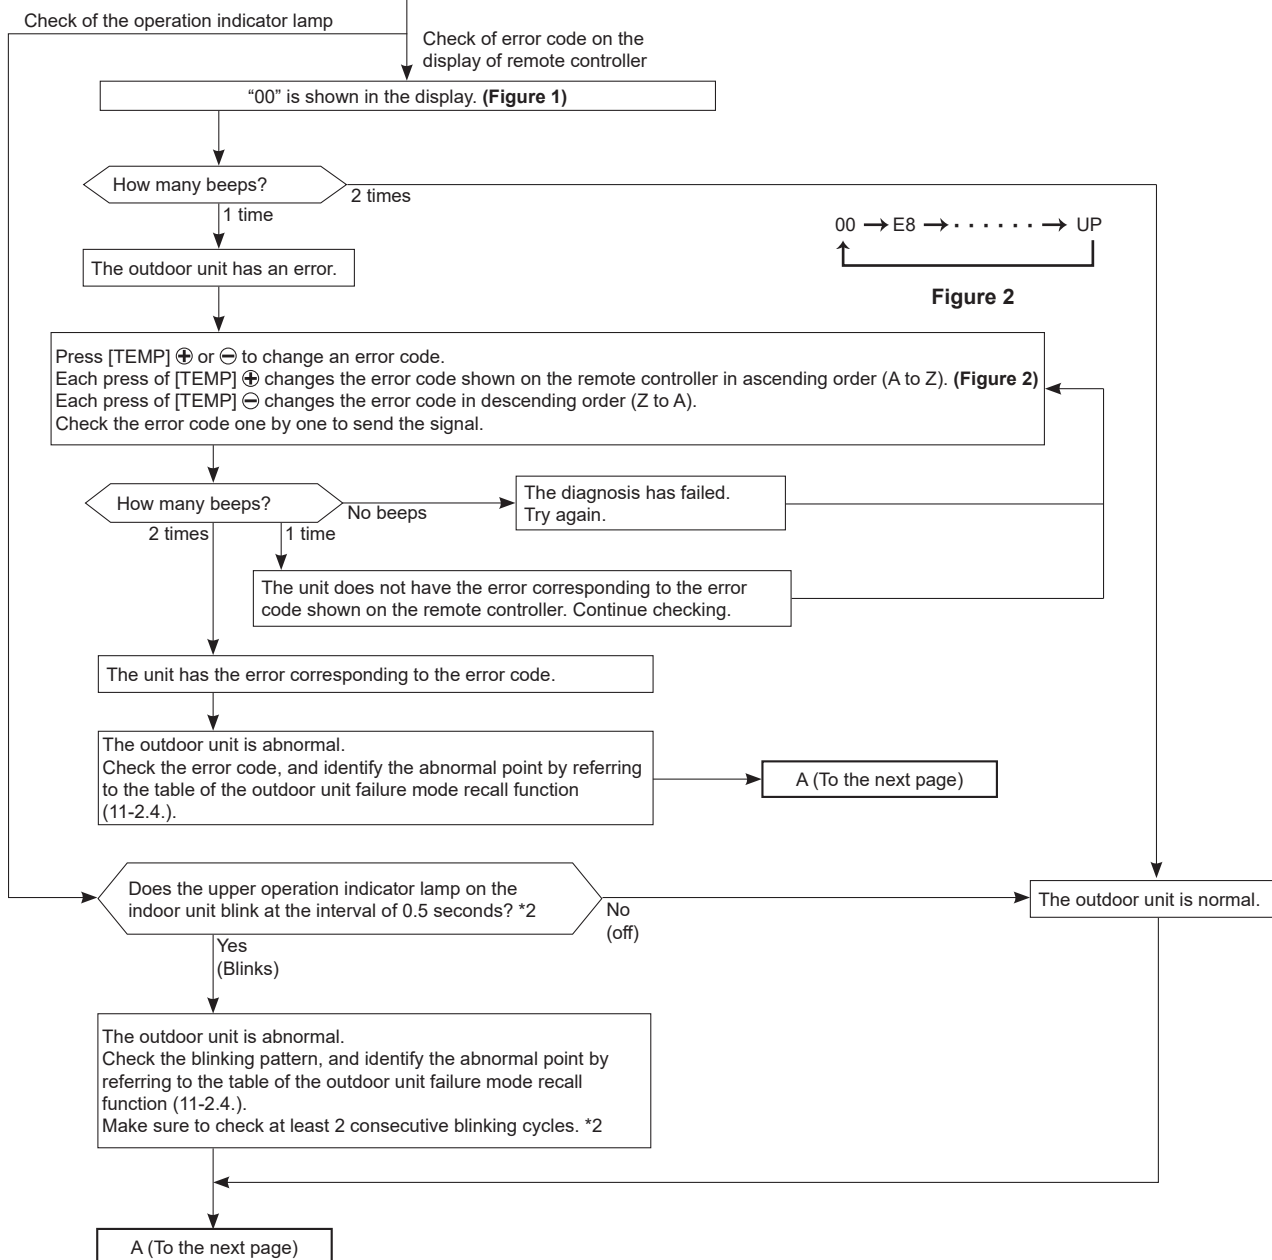 Check of the operation indicator lamp
Check of error code on the
display of remote controller
“00” is shown in the display. (Figure 1)
How many beeps?
2 times
1 time
00 → E8 → · · · · · · → UP
Figure 2
The outdoor unit has an error.
Press [TEMP] ⊕ or ⊖ to change an error code.
Each press of [TEMP] ⊕ changes the error code shown on the remote controller in ascending order (A to Z). (Figure 2)
Each press of [TEMP] ⊖ changes the error code in descending order (Z to A).
Check the error code one by one to send the signal.
How many beeps?
No beeps
The diagnosis has failed.
Try again.
2 times
1 time
The unit does not have the error corresponding to the error
code shown on the remote controller. Continue checking.
The unit has the error corresponding to the error code.
The outdoor unit is abnormal.
Check the error code, and identify the abnormal point by referring
to the table of the outdoor unit failure mode recall function
(11-2.4.).
A (To the next page)
Does the upper operation indicator lamp on the
indoor unit blink at the interval of 0.5 seconds? *2
No
(off)
The outdoor unit is normal.
Yes
(Blinks)
The outdoor unit is abnormal.
Check the blinking pattern, and identify the abnormal point by
referring to the table of the outdoor unit failure mode recall
function (11-2.4.).
Make sure to check at least 2 consecutive blinking cycles. *2
A (To the next page)